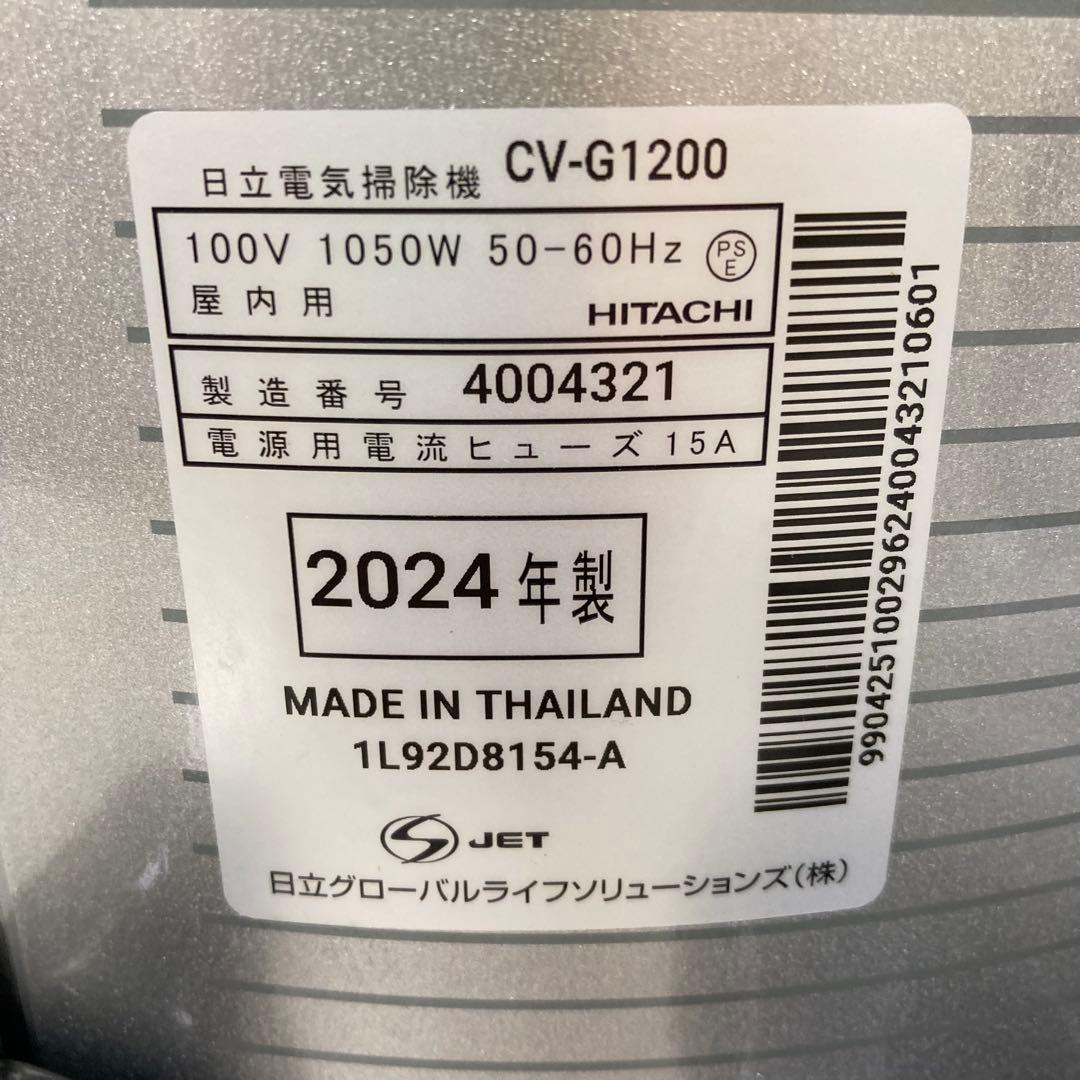 日立電気掃除機 CV-G1200
100V 1050W 50-60Hz PSE
屋内用 HITACHI
製造番号 4004321
電源用電流ヒューズ 15A
2024年製
MADE IN THAILAND
1L92D8154-A
S JET
日立グローバルライフソリューションズ(株)
990425100296240043210601